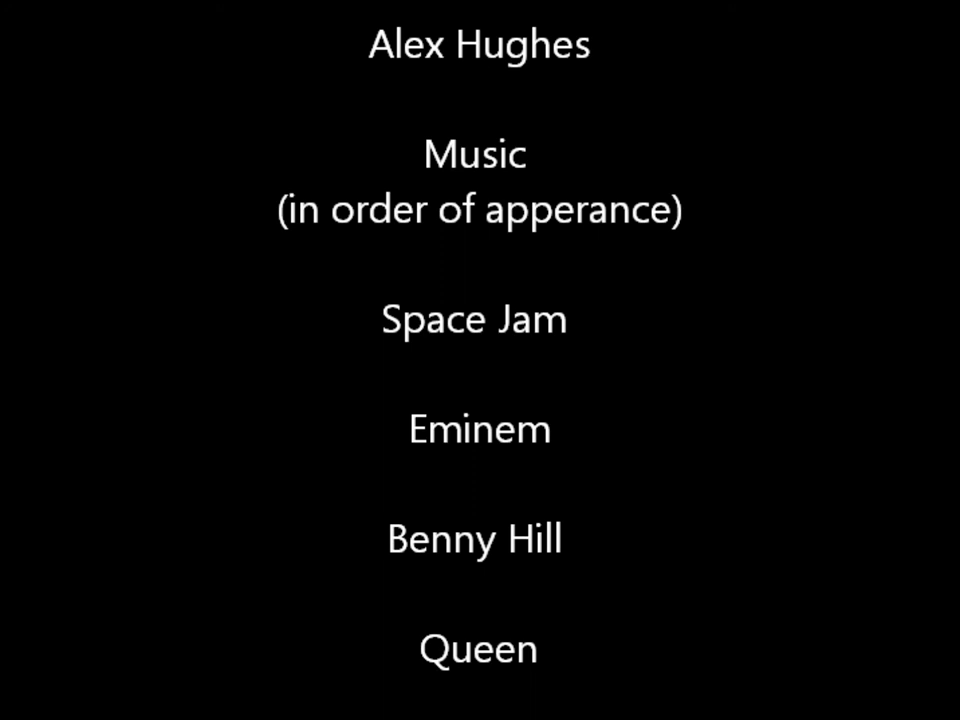 Alex Hughes
Music
(in order of apperance)
Space Jam
Eminem
Benny Hill
Queen